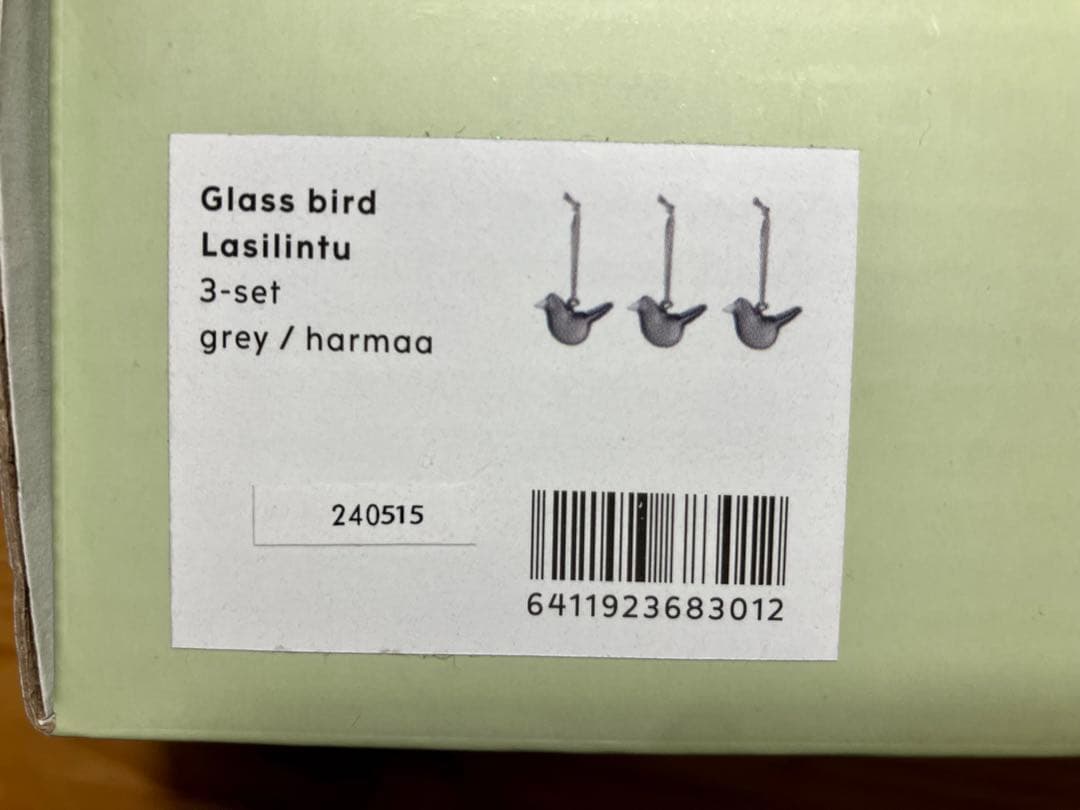 Glass bird
Lasilintu
3-set
grey / harmaa
240515
6411923683012